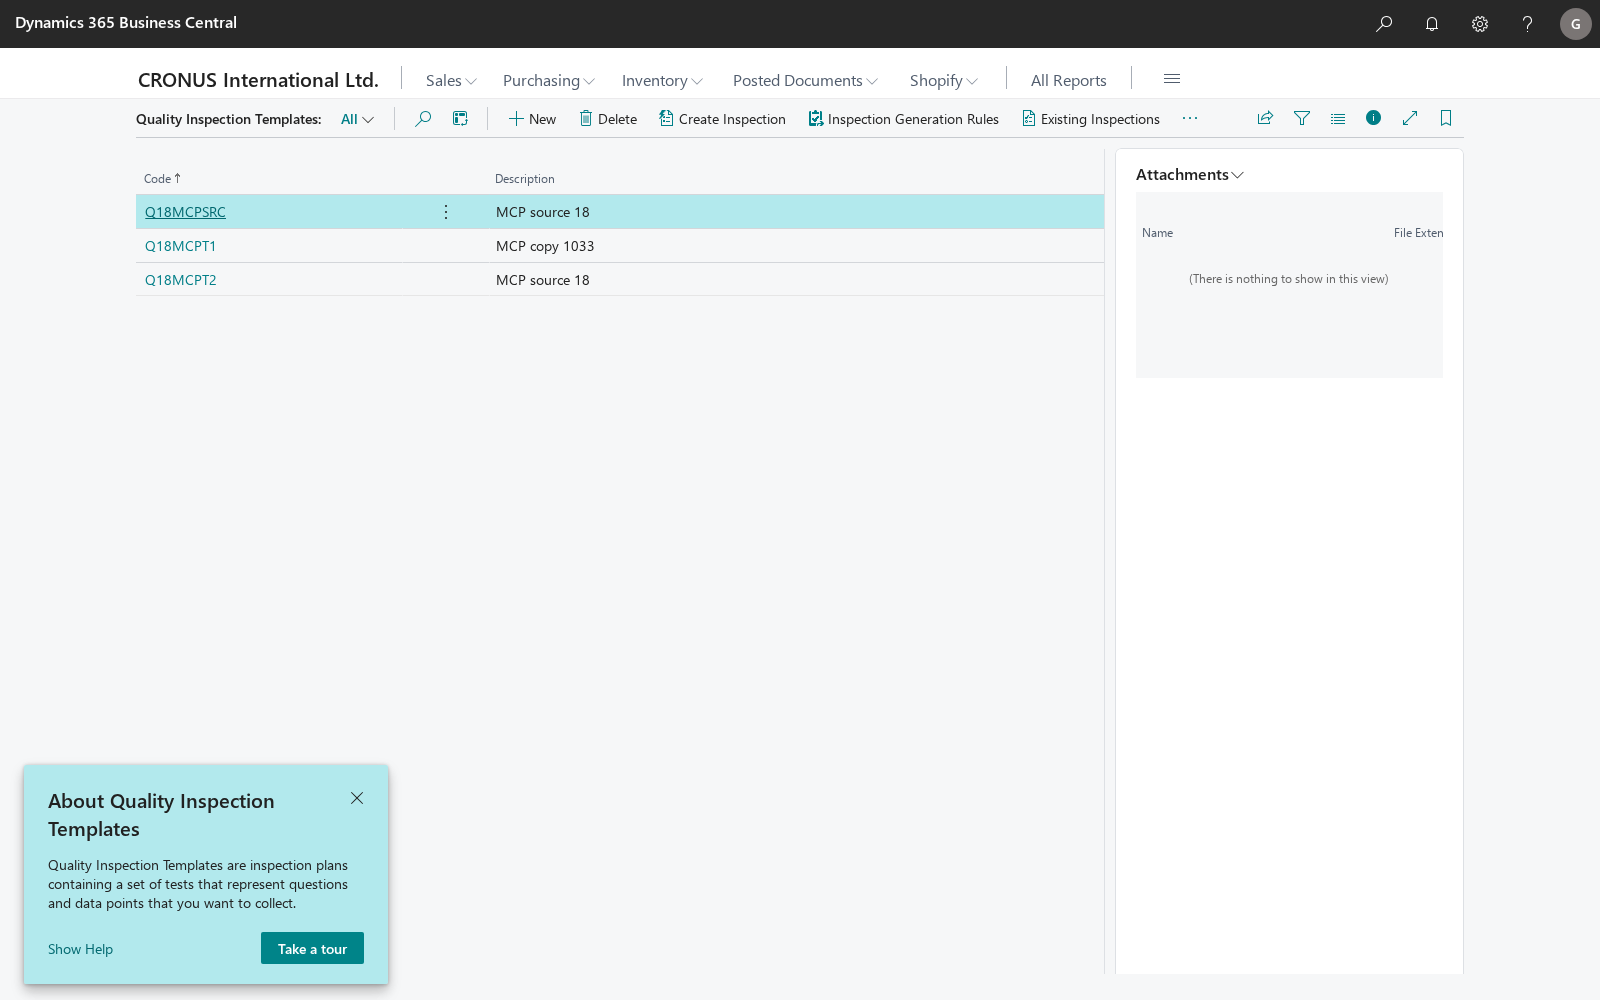 Dynamics 365 Business Central
G
CRONUS International Ltd.
Sales
Purchasing
Inventory
Posted Documents
Shopify
All Reports
Quality Inspection Templates:
All
New
Delete
Create Inspection
Inspection Generation Rules
Existing Inspections
Code
Description
Q18MCPSRC
MCP source 18
Q18MCPT1
MCP copy 1033
Q18MCPT2
MCP source 18
Attachments
Name
File Exten
(There is nothing to show in this view)
About Quality Inspection
Templates
Quality Inspection Templates are inspection plans
containing a set of tests that represent questions
and data points that you want to collect.
Show Help
Take a tour